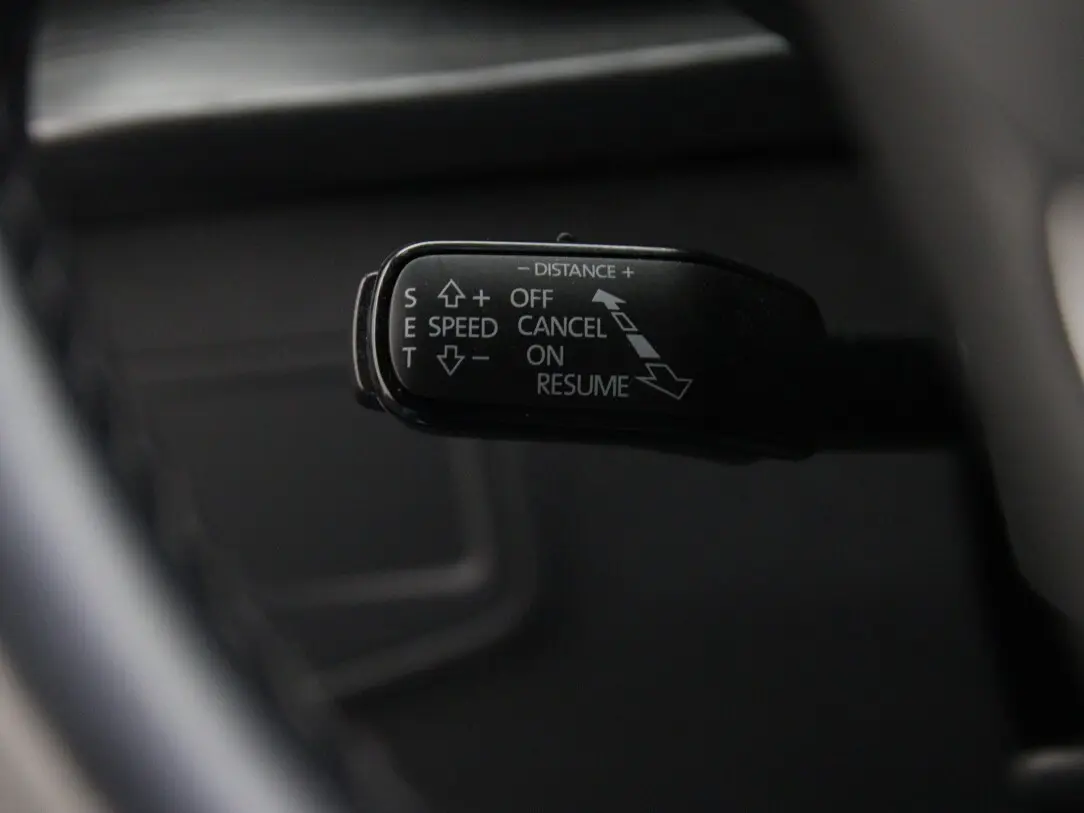 - DISTANCE +
S + OFF
E SPEED CANCEL
T - ON
RESUME